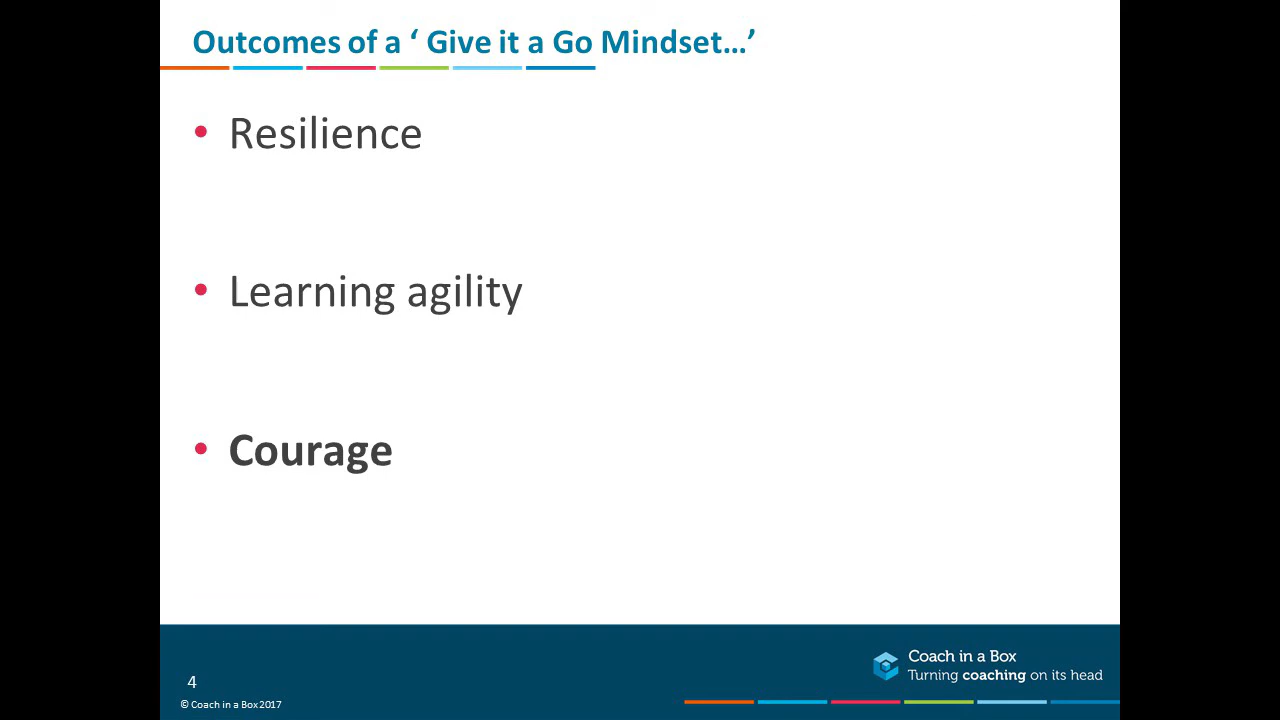 Outcomes of a ‘ Give it a Go Mindset…’
• Resilience
• Learning agility
• Courage
Coach in a Box
Turning coaching on its head
4
© Coach in a Box 2017